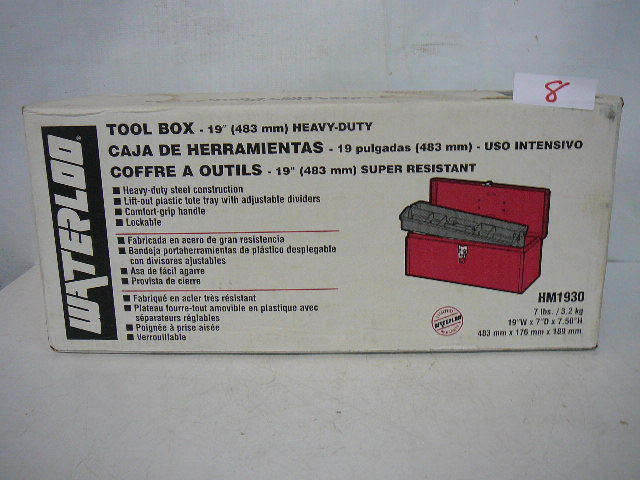 8
WATERLOO
TOOL BOX - 19" (483 mm) HEAVY-DUTY
CAJA DE HERRAMIENTAS - 19 pulgadas (483 mm) - USO INTENSIVO
COFFRE A OUTILS - 19" (483 mm) SUPER RESISTANT
■ Heavy-duty steel construction
■ Lift-out plastic tote tray with adjustable dividers
■ Comfort-grip handle
■ Lockable
■ Fabricada en acero de gran resistencia
■ Bandeja portaherramientas de plástico desplegable
con divisores ajustables
■ Asa de fácil agarre
■ Provista de cierre
■ Fabriqué en acier très résistant
■ Plateau fourre-tout amovible en plastique avec
séparateurs réglables
■ Poignée à prise aisée
■ Verrouillable
WATERLOO
HM1930
7 lbs. / 3.2 kg
19"W x 7"D x 7.50"H
483 mm x 176 mm x 189 mm